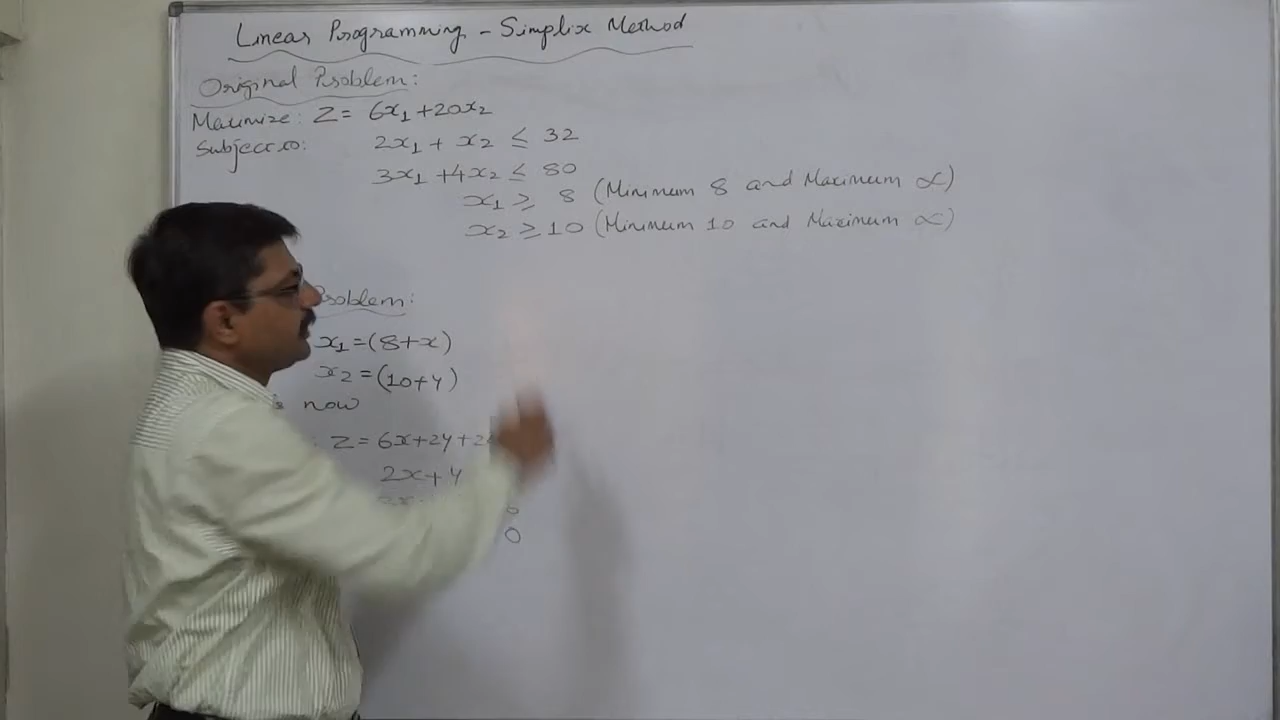 Linear Programming - Simplix Method
Original Problem:
Maximize: Z = 6x₁ + 20x₂
Subject to: 2x₁ + x₂ ≤ 32
3x₁ + 4x₂ ≤ 80
x₁ ≥ 8 (Minimum 8 and Maximum ∝)
x₂ ≥ 10 (Minimum 10 and Maximum ∝)
Problem:
x₁ = (8+x)
x₂ = (10+y)
now
: Z = 6x+2y+2
2x+y
0